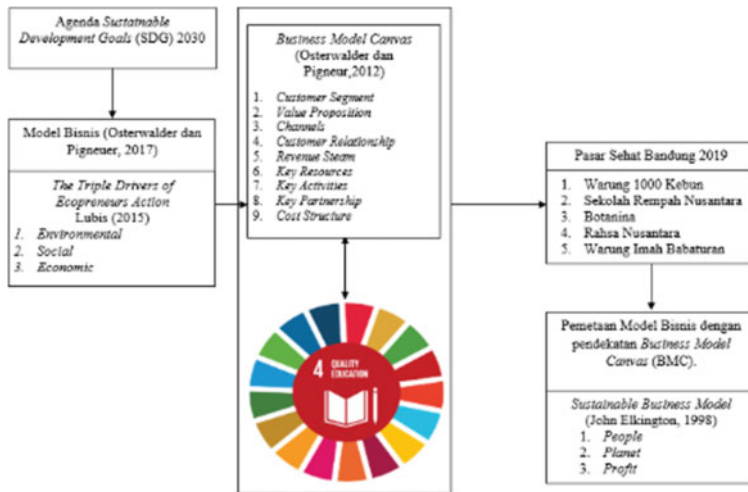 Agenda Sustainable
Development Goals (SDG) 2030
Model Bisnis (Osterwalder dan
Pigneuer, 2017)
The Triple Drivers of
Ecopreneurs Action
Lubis (2015)
1. Environmental
2. Social
3. Economic
Business Model Canvas
(Osterwalder dan
Pigneur,2012)
1. Customer Segment
2. Value Proposition
3. Channels
4. Customer Relationship
5. Revenue Steam
6. Key Resources
7. Key Activities
8. Key Partnership
9. Cost Structure
4 QUALITY
EDUCATION
Pasar Sehat Bandung 2019
1. Warung 1000 Kebun
2. Sekolah Rempah Nusantara
3. Botanina
4. Rahsa Nusantara
5. Warung Imah Babaturan
Pemetaan Model Bisnis dengan
pendekatan Business Model
Canvas (BMC).
Sustainable Business Model
(John Elkington, 1998)
1. People
2. Planet
3. Profit